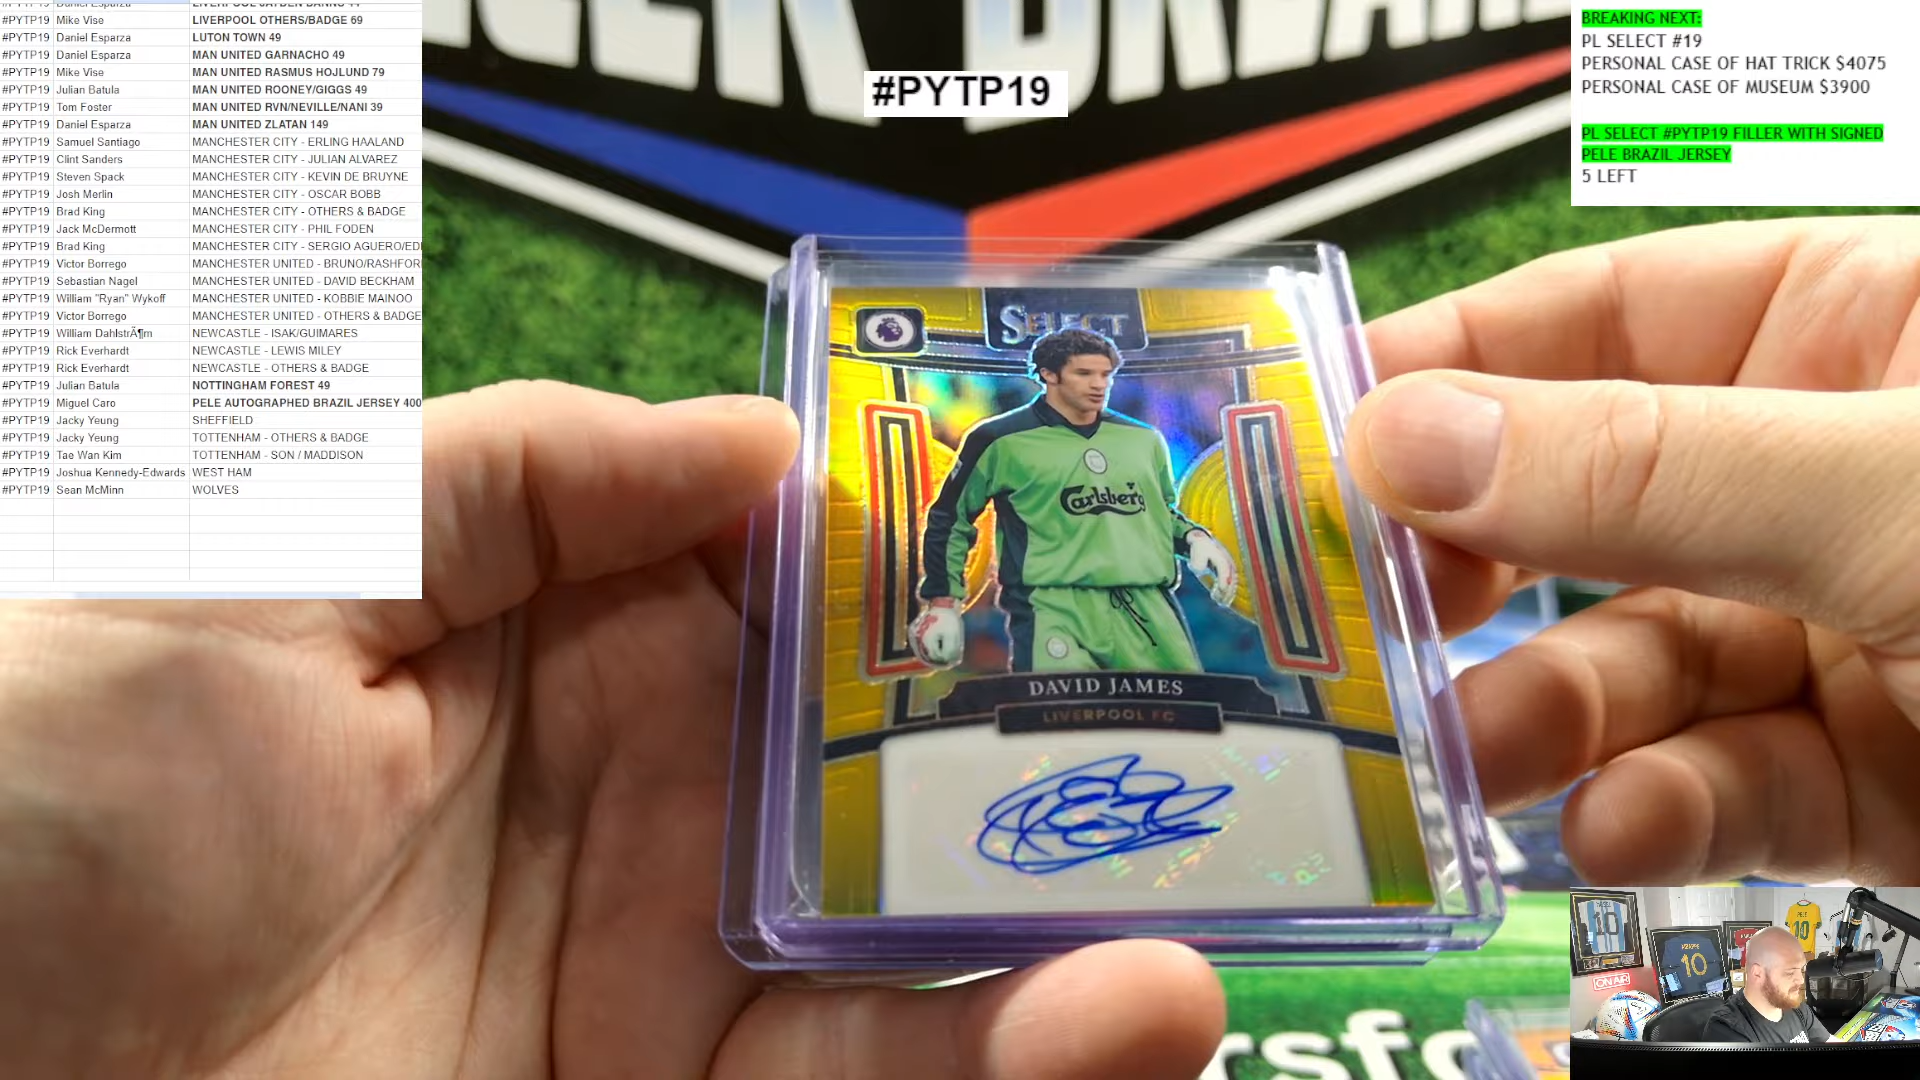 #PYTP19 Mike Vise LIVERPOOL OTHERS/BADGE 69
#PYTP19 Daniel Esparza LUTON TOWN 49
#PYTP19 Daniel Esparza MAN UNITED GARNACHO 49
#PYTP19 Mike Vise MAN UNITED RASMUS HOJLUND 79
#PYTP19 Julian Batula MAN UNITED ROONEY/GIGGS 49
#PYTP19 Tom Foster MAN UNITED RVN/NEVILLE/NANI 39
#PYTP19 Daniel Esparza MAN UNITED ZLATAN 149
#PYTP19 Samuel Santiago MANCHESTER CITY - ERLING HAALAND
#PYTP19 Clint Sanders MANCHESTER CITY - JULIAN ALVAREZ
#PYTP19 Steven Spack MANCHESTER CITY - KEVIN DE BRUYNE
#PYTP19 Josh Merlin MANCHESTER CITY - OSCAR BOBB
#PYTP19 Brad King MANCHESTER CITY - OTHERS & BADGE
#PYTP19 Jack McDermott MANCHESTER CITY - PHIL FODEN
#PYTP19 Brad King MANCHESTER CITY - SERGIO AGUERO/ED
#PYTP19 Victor Borrego MANCHESTER UNITED - BRUNO/RASHFOR
#PYTP19 Sebastian Nagel MANCHESTER UNITED - DAVID BECKHAM
#PYTP19 William "Ryan" Wykoff MANCHESTER UNITED - KOBBIE MAINOO
#PYTP19 Victor Borrego MANCHESTER UNITED - OTHERS & BADGE
#PYTP19 William DahlstrÃ¶m NEWCASTLE - ISAK/GUIMARES
#PYTP19 Rick Everhardt NEWCASTLE - LEWIS MILEY
#PYTP19 Rick Everhardt NEWCASTLE - OTHERS & BADGE
#PYTP19 Julian Batula NOTTINGHAM FOREST 49
#PYTP19 Miguel Caro PELE AUTOGRAPHED BRAZIL JERSEY 400
#PYTP19 Jacky Yeung SHEFFIELD
#PYTP19 Jacky Yeung TOTTENHAM - OTHERS & BADGE
#PYTP19 Tae Wan Kim TOTTENHAM - SON / MADDISON
#PYTP19 Joshua Kennedy-Edwards WEST HAM
#PYTP19 Sean McMinn WOLVES
#PYTP19
BREAKING NEXT:
PL SELECT #19
PERSONAL CASE OF HAT TRICK $4075
PERSONAL CASE OF MUSEUM $3900
PL SELECT #PYTP19 FILLER WITH SIGNED
PELE BRAZIL JERSEY
5 LEFT
SELECT
Carlsberg
DAVID JAMES
LIVERPOOL FC
10
10
10
ON AIR